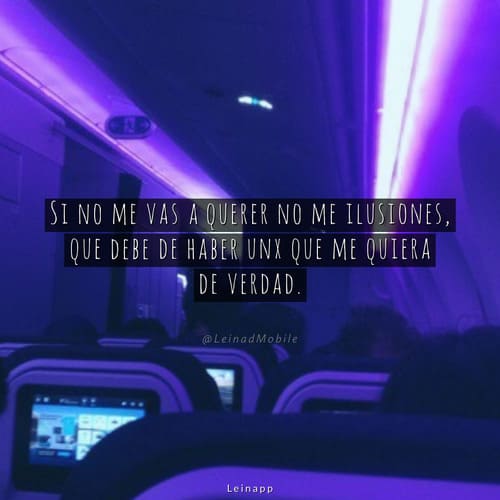 Si no me vas a querer no me ilusiones,
que debe de haber unx que me quiera
de verdad.
@LeinadMobile
Leinapp